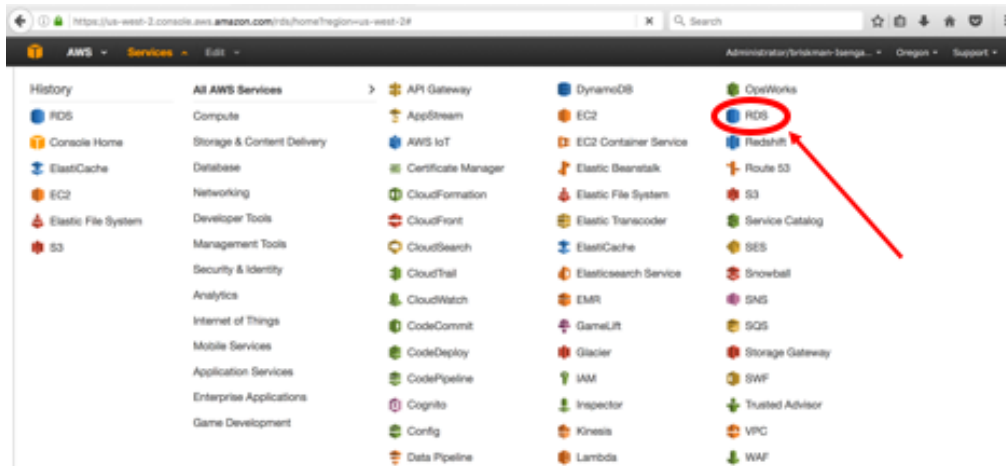 https://us-west-2.console.aws.amazon.com/rds/home?region=us-west-2#
Search
AWS Services Edit
Administrator/briskman-Isenga... Oregon Support
History
RDS
Console Home
ElastiCache
EC2
Elastic File System
S3
All AWS Services
Compute
Storage & Content Delivery
Database
Networking
Developer Tools
Management Tools
Security & Identity
Analytics
Internet of Things
Mobile Services
Application Services
Enterprise Applications
Game Development
API Gateway
AppStream
AWS IoT
Certificate Manager
CloudFormation
CloudFront
CloudSearch
CloudTrail
CloudWatch
CodeCommit
CodeDeploy
CodePipeline
Cognito
Config
Data Pipeline
DynamoDB
EC2
EC2 Container Service
Elastic Beanstalk
Elastic File System
Elastic Transcoder
ElastiCache
Elasticsearch Service
EMR
GameLift
Glacier
IAM
Inspector
Kinesis
Lambda
OpsWorks
RDS
Redshift
Route 53
S3
Service Catalog
SES
Snowball
SNS
SQS
Storage Gateway
SWF
Trusted Advisor
VPC
WAF